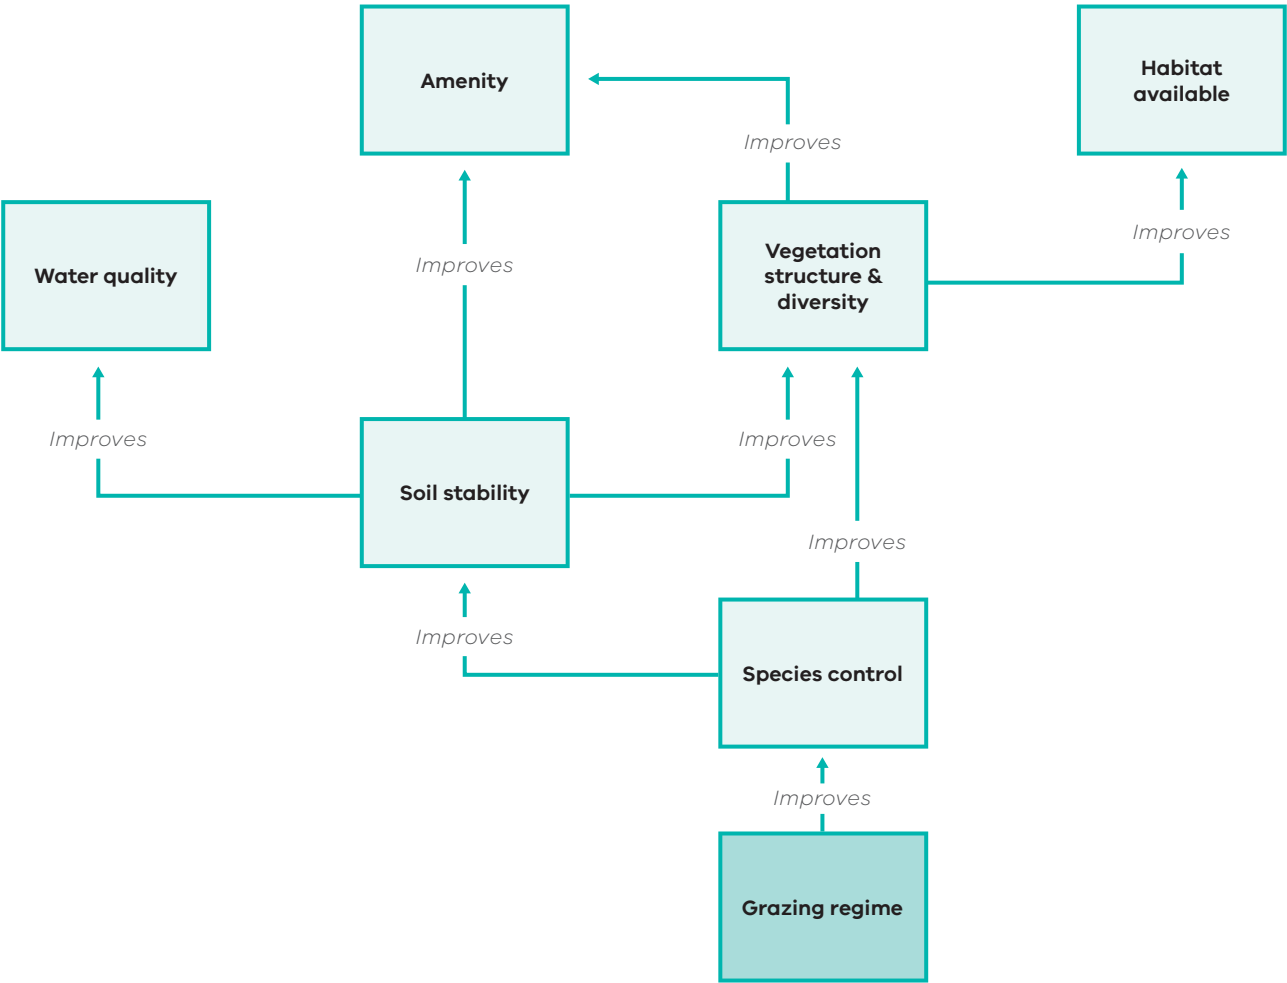 Amenity
Habitat
available
Improves
Improves
Vegetation
structure &
diversity
Improves
Water quality
Improves
Improves
Soil stability
Improves
Improves
Species control
Improves
Grazing regime